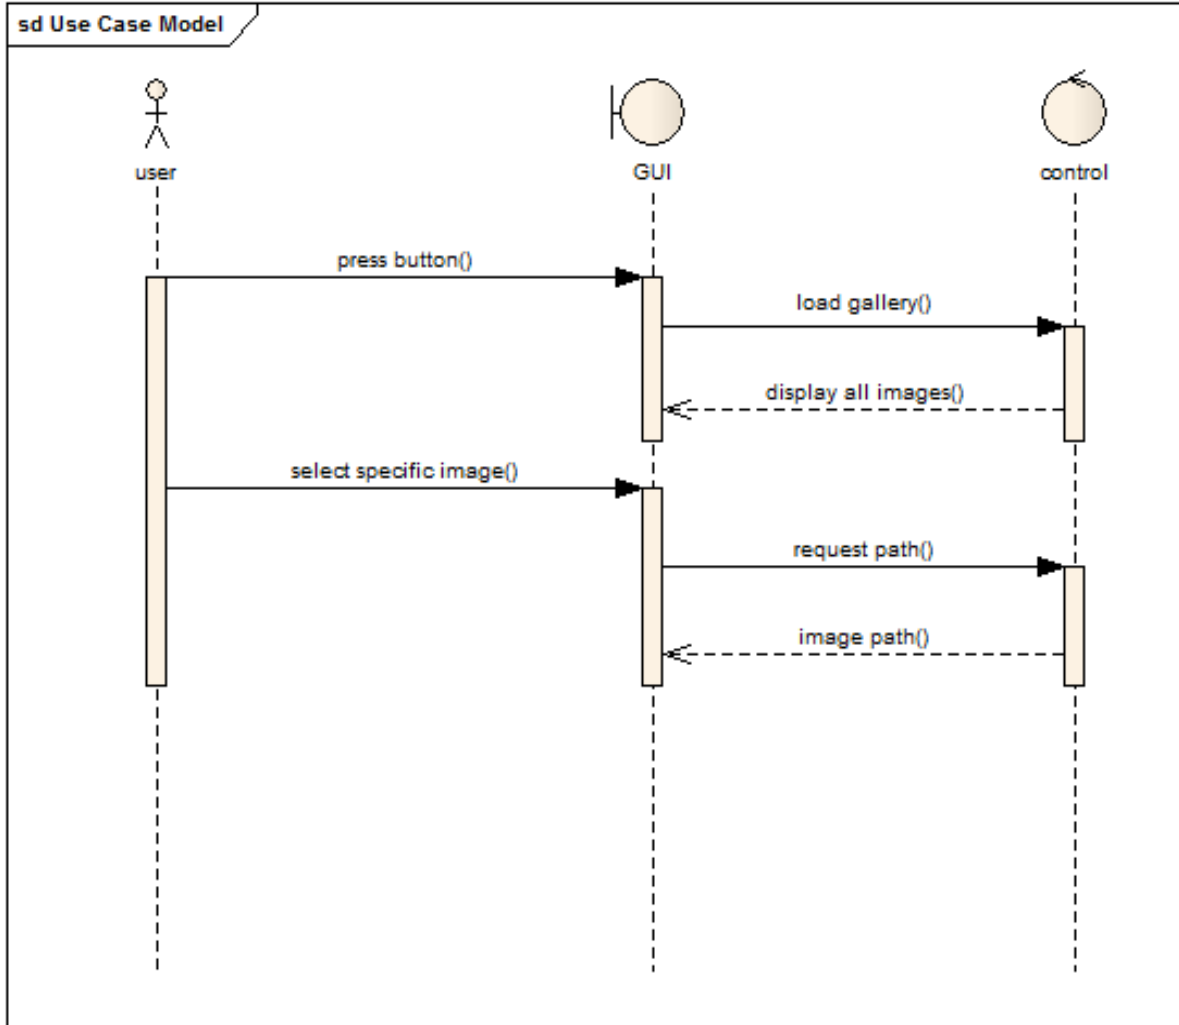 sd Use Case Model
user
GUI
control
press button()
load gallery()
display all images()
select specific image()
request path()
image path()